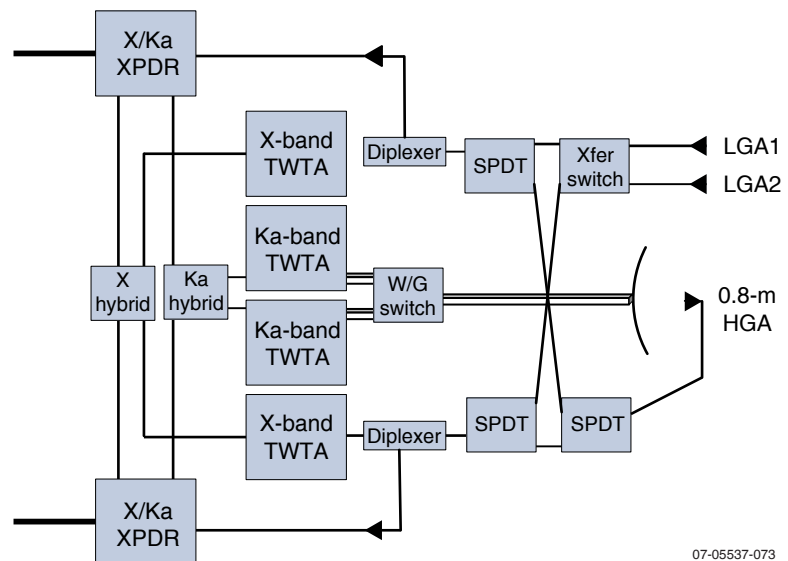 X/Ka
XPDR
X-band
TWTA
Diplexer
SPDT
Xfer
switch
LGA1
LGA2
Ka-band
TWTA
X
hybrid
Ka
hybrid
W/G
switch
0.8-m
HGA
Ka-band
TWTA
X-band
TWTA
Diplexer
SPDT
SPDT
X/Ka
XPDR
07-05537-073